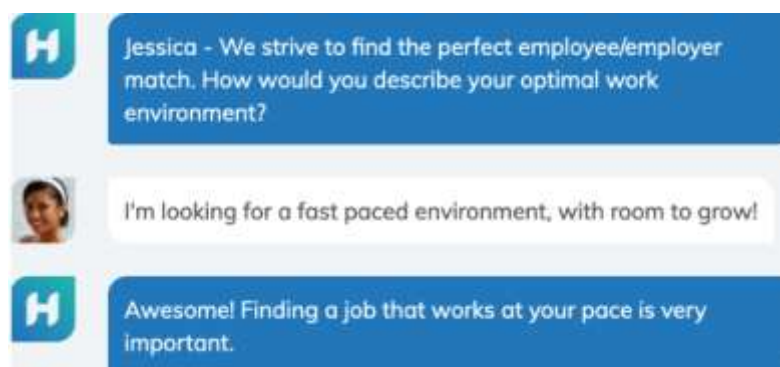 H
Jessica - We strive to find the perfect employee/employer
match. How would you describe your optimal work
environment?
I'm looking for a fast paced environment, with room to grow!
H
Awesome! Finding a job that works at your pace is very
important.